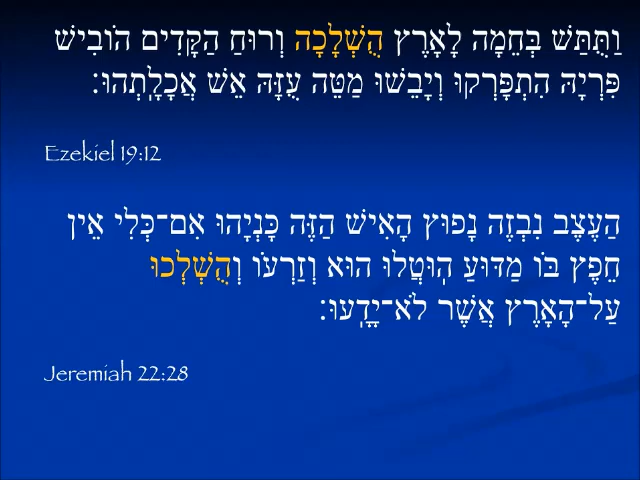 וַתֻּתַּשׁ בְּחֵמָה לָאָרֶץ הֻשְׁלָכָה וְרוּחַ הַקָּדִים הוֹבִישׁ
פִּרְיָהּ הִתְפָּרְקוּ וְיָבֵשׁוּ מַטֵּה עֻזָּהּ אֵשׁ אֲכָלָֽתְהוּ׃
Ezekiel 19:12
הַעֶצֶב נִבְזֶה נָפוּץ הָאִישׁ הַזֶּה כָּנְיָהוּ אִם־כְּלִי אֵין
חֵפֶץ בּוֹ מַדּוּעַ הֽוּטֲלוּ הוּא וְזַרְעוֹ וְהֻשְׁלְכוּ
עַל־הָאָרֶץ אֲשֶׁר לֹא־יָדָֽעוּ׃
Jeremiah 22:28